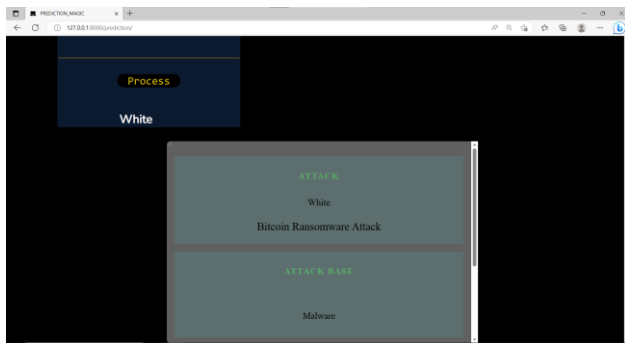 PREDICTION_MAGIC
127.0.0.1:8000/prediction/
Process
White
ATTACK
White
Bitcoin Ransomware Attack
ATTACK BASE
Malware